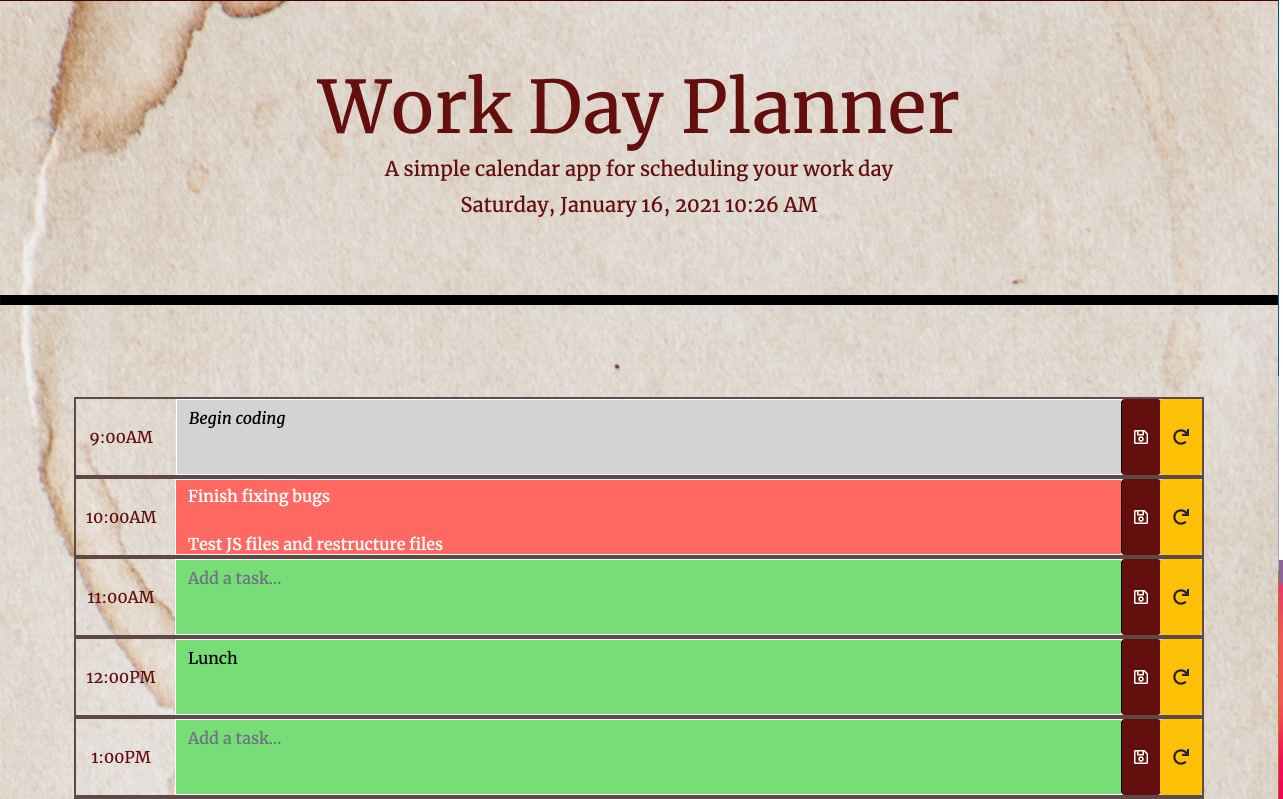 Work Day Planner
A simple calendar app for scheduling your work day
Saturday, January 16, 2021 10:26 AM
9:00AM
Begin coding
10:00AM
Finish fixing bugs
Test JS files and restructure files
11:00AM
Add a task...
12:00PM
Lunch
1:00PM
Add a task...